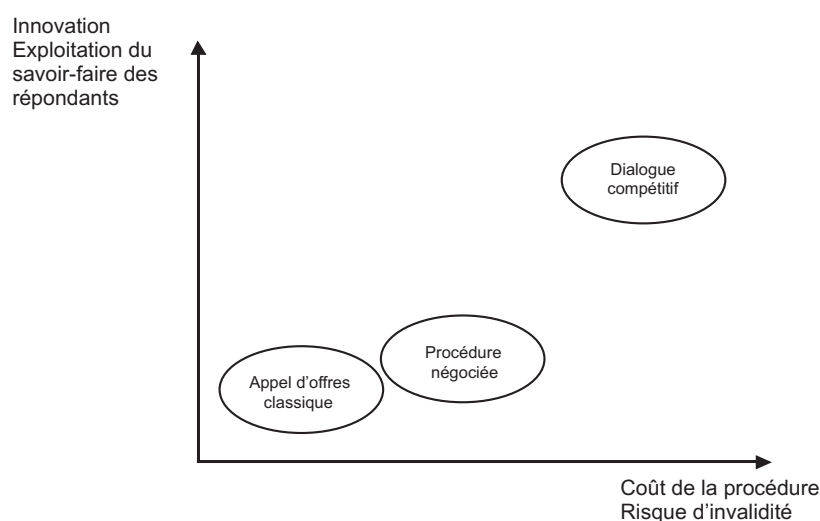 Innovation
Exploitation du
savoir-faire des
répondants
Dialogue
compétitif
Procédure
négociée
Appel d’offres
classique
Coût de la procédure
Risque d’invalidité